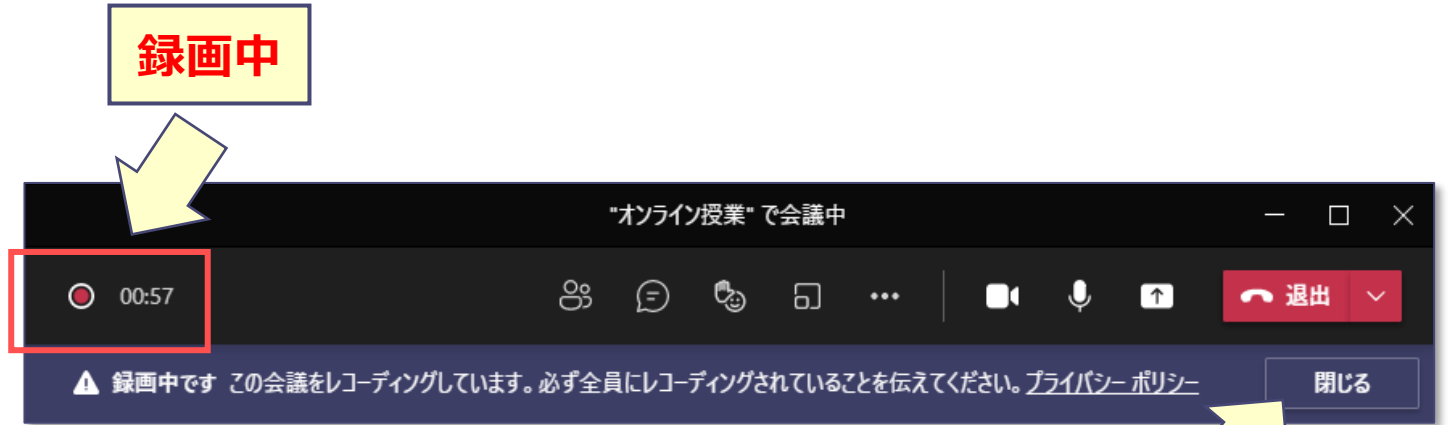 録画中
"オンライン授業" で会議中
00:57
退出
録画中です この会議をレコーディングしています。必ず全員にレコーディングされていることを伝えてください。プライバシー ポリシー
閉じる